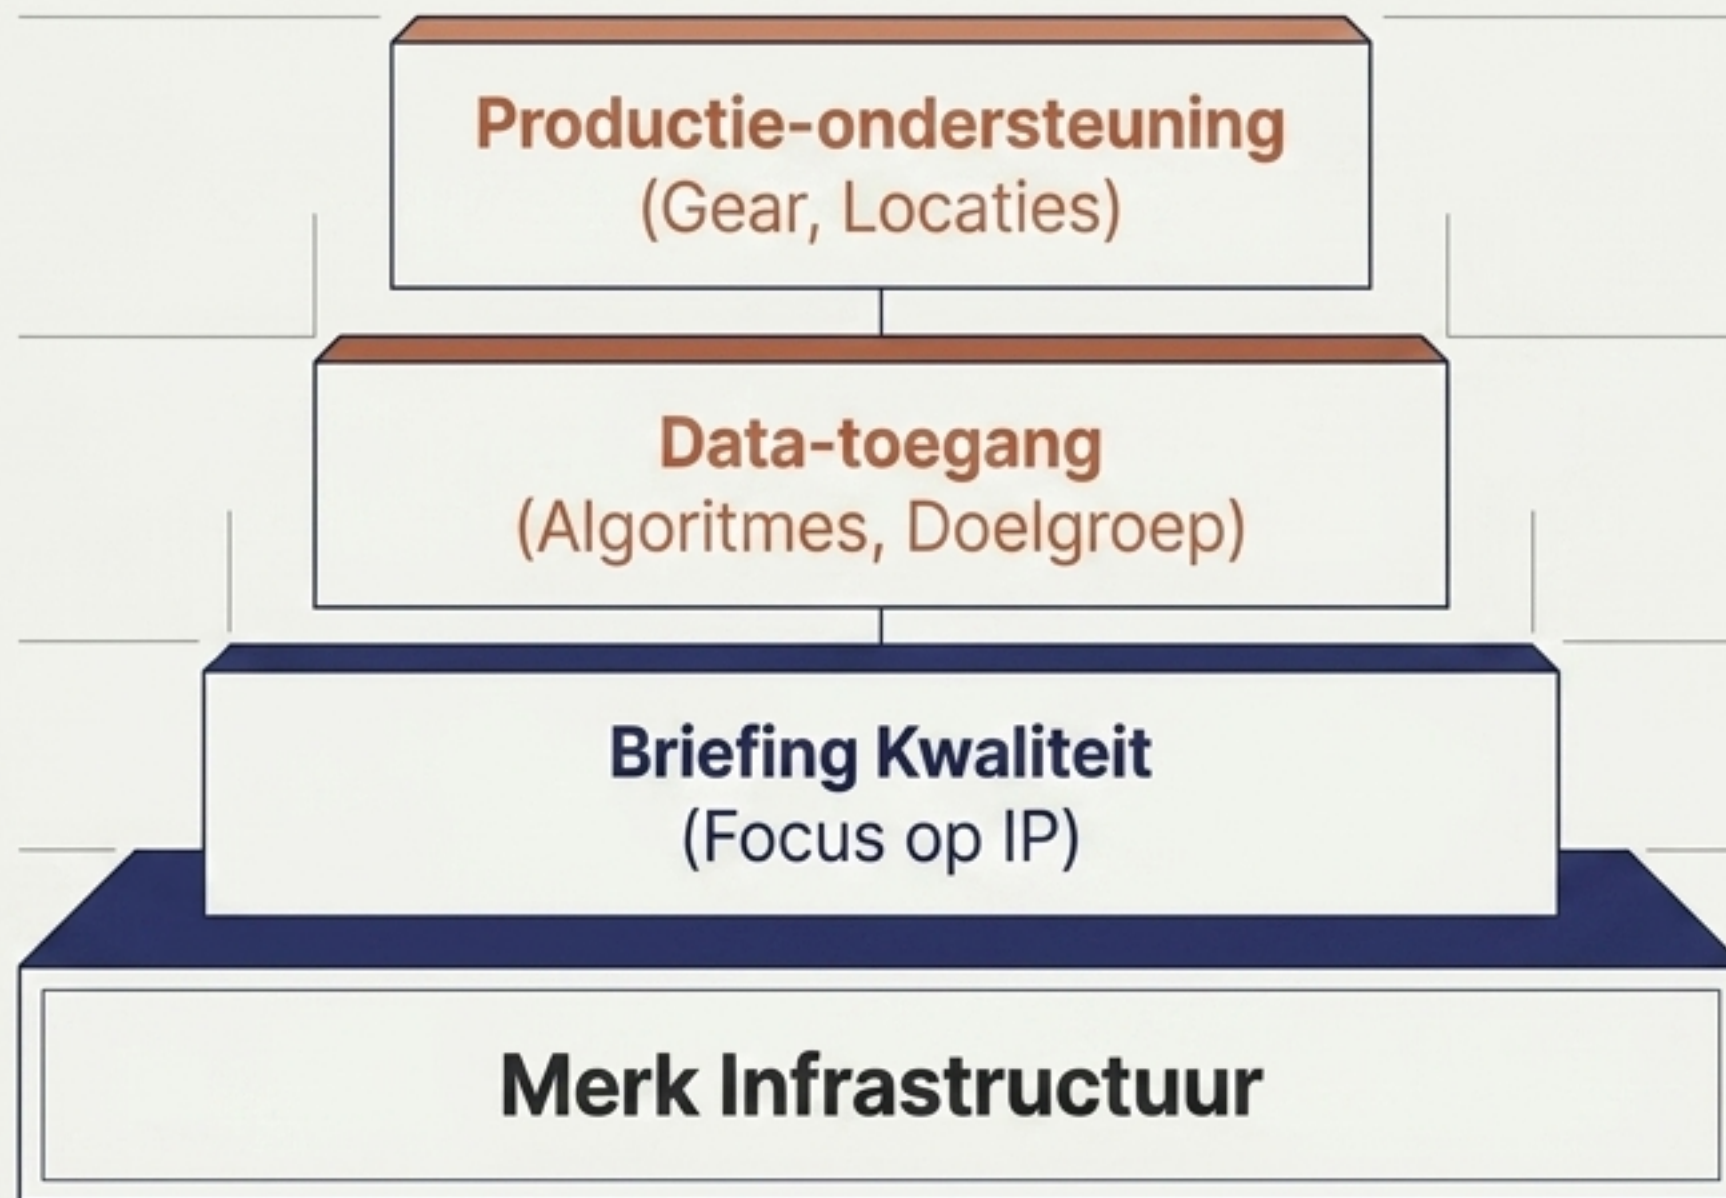 Productie-ondersteuning
(Gear, Locaties)
Data-toegang
(Algoritmes, Doelgroep)
Briefing Kwaliteit
(Focus op IP)
Merk Infrastructuur